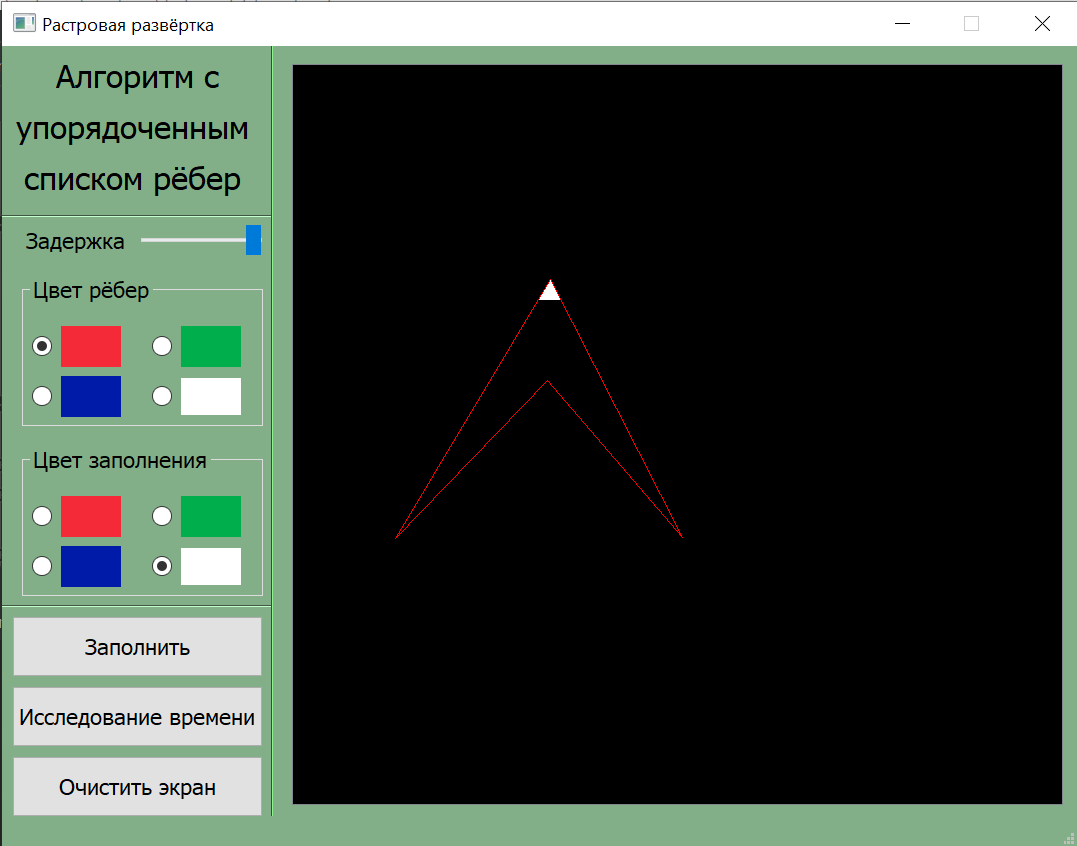 Растровая развёртка
Алгоритм с
упорядоченным
списком рёбер
Задержка
Цвет рёбер
Цвет заполнения
Заполнить
Исследование времени
Очистить экран